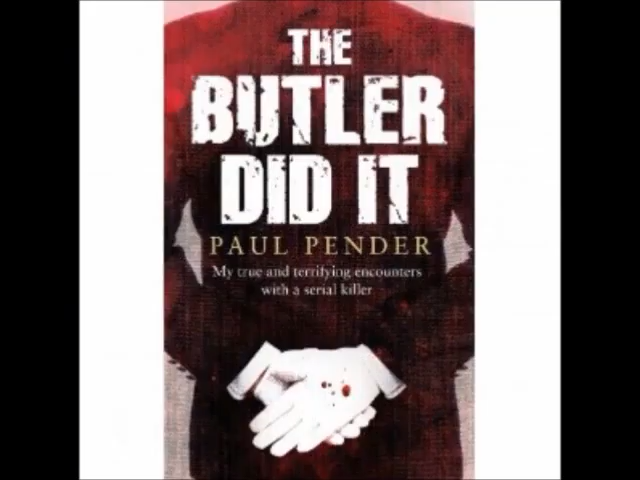 THE
BUTLER
DID IT
PAUL PENDER
My true and terrifying encounters
with a serial killer